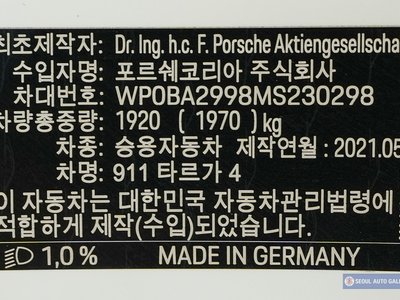 최초제작자: Dr. Ing. h.c. F. Porsche Aktiengesellscha
수입자명: 포르쉐코리아 주식회사
차대번호: WP0BA2998MS230298
차량총중량: 1920 ( 1970 ) kg
차종: 승용자동차 제작연월: 2021.05
차명: 911 타르가 4
이 자동차는 대한민국 자동차관리법령에
적합하게 제작(수입)되었습니다.
1,0% MADE IN GERMANY
SEOUL AUTO GALL